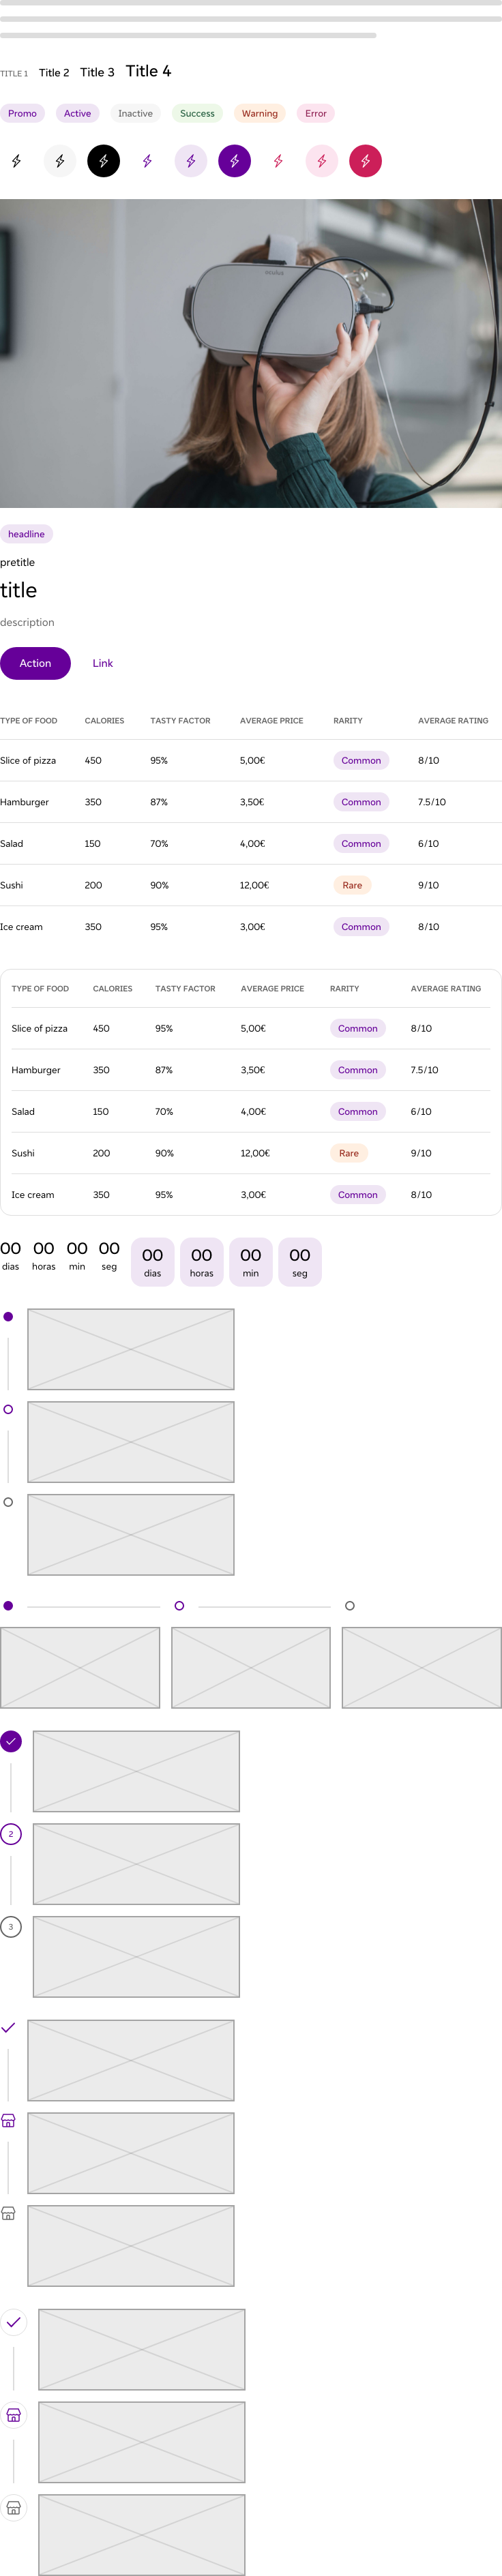 TITLE 1 Title 2 Title 3 Title 4
Promo Active Inactive Success Warning Error
oculus
headline
pretitle
title
description
Action Link
TYPE OF FOOD CALORIES TASTY FACTOR AVERAGE PRICE RARITY AVERAGE RATING
Slice of pizza 450 95% 5,00€ Common 8/10
Hamburger 350 87% 3,50€ Common 7.5/10
Salad 150 70% 4,00€ Common 6/10
Sushi 200 90% 12,00€ Rare 9/10
Ice cream 350 95% 3,00€ Common 8/10
TYPE OF FOOD CALORIES TASTY FACTOR AVERAGE PRICE RARITY AVERAGE RATING
Slice of pizza 450 95% 5,00€ Common 8/10
Hamburger 350 87% 3,50€ Common 7.5/10
Salad 150 70% 4,00€ Common 6/10
Sushi 200 90% 12,00€ Rare 9/10
Ice cream 350 95% 3,00€ Common 8/10
00 00 00 00 00 00 00 00
dias horas min seg dias horas min seg
2
3